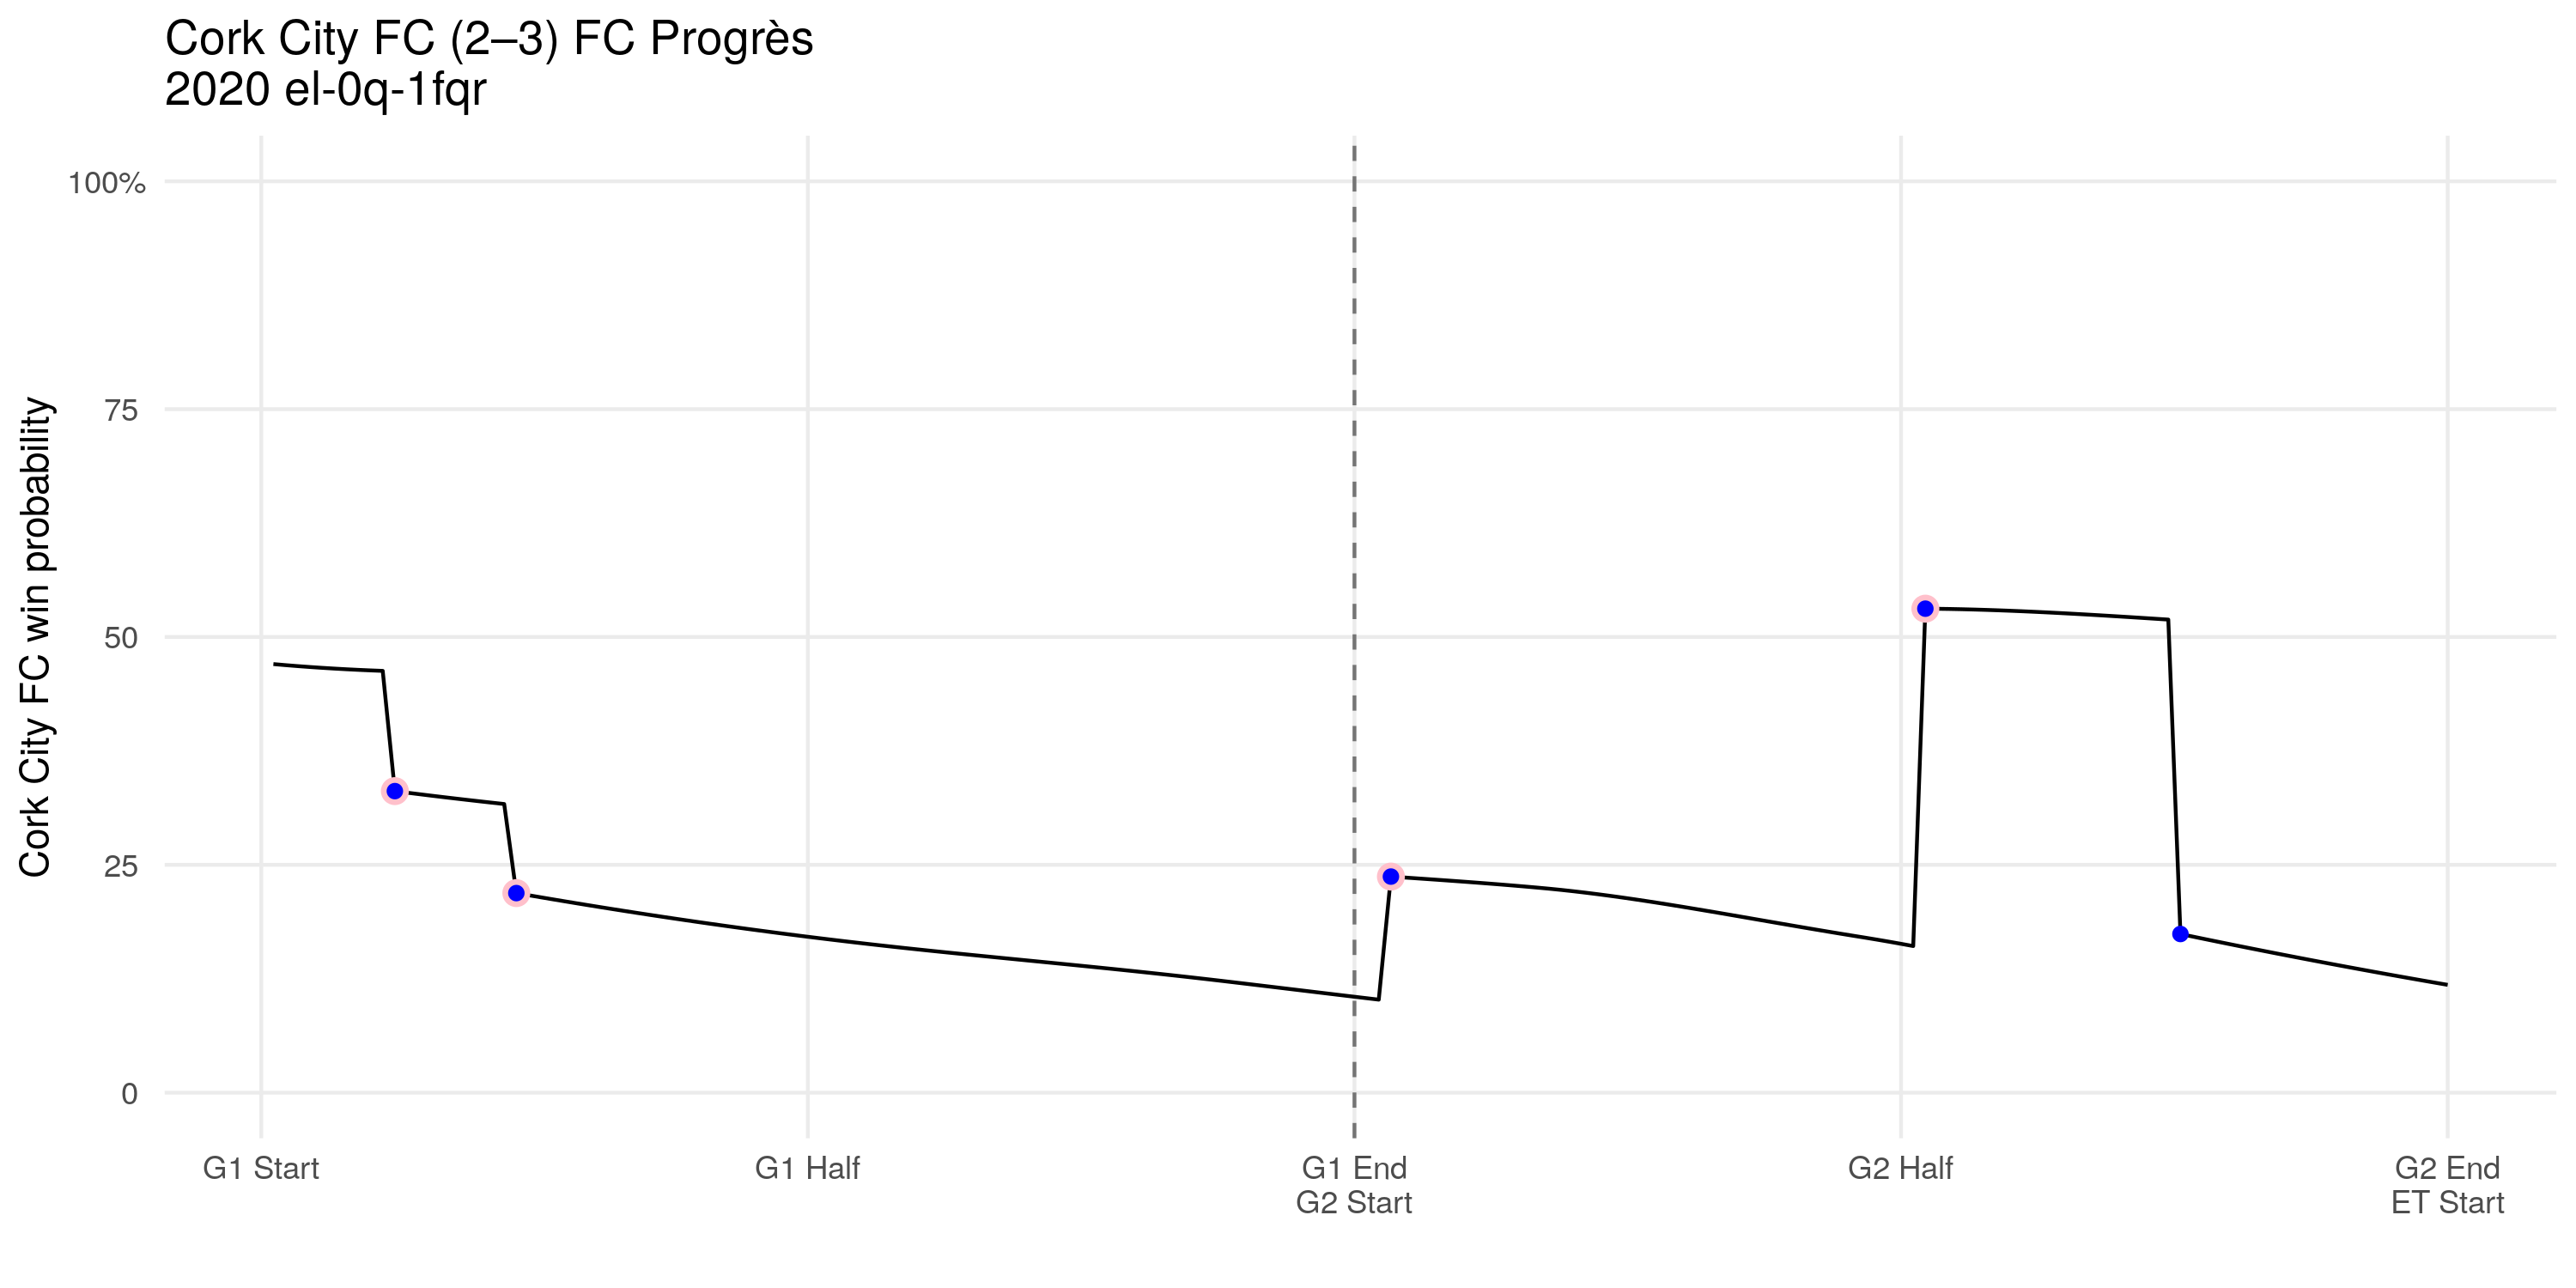 Cork City FC (2–3) FC Progrès
2020 el-0q-1fqr
Cork City FC win probability
100%
75
50
25
0
G1 Start
G1 Half
G1 End
G2 Start
G2 Half
G2 End
ET Start